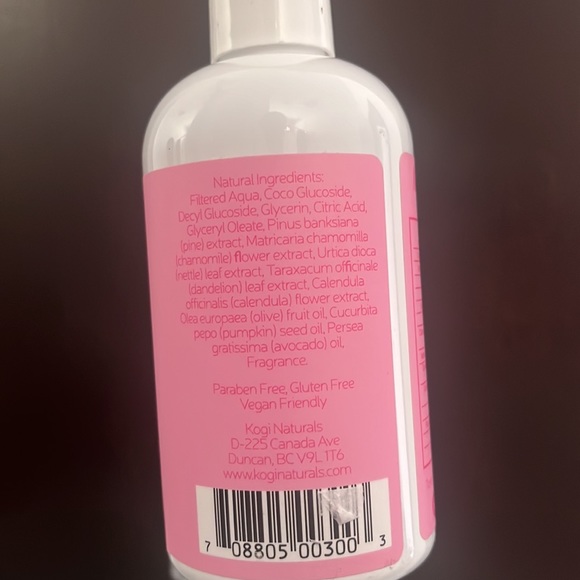 Natural Ingredients:
Filtered Aqua, Coco Glucoside,
Decyl Glucoside, Glycerin, Citric Acid,
Glyceryl Oleate, Pinus banksiana
(pine) extract, Matricaria chamomilla
(chamomile) flower extract, Urtica dioca
(nettle) leaf extract, Taraxacum officinale
(dandelion) leaf extract, Calendula
officinalis (calendula) flower extract,
Olea europaea (olive) fruit oil, Cucurbita
pepo (pumpkin) seed oil, Persea
gratissima (avocado) oil,
Fragrance.
Paraben Free, Gluten Free
Vegan Friendly
Kogi Naturals
D-225 Canada Ave
Duncan, BC V9L 1T6
www.koginaturals.com
7 08805 00300 3